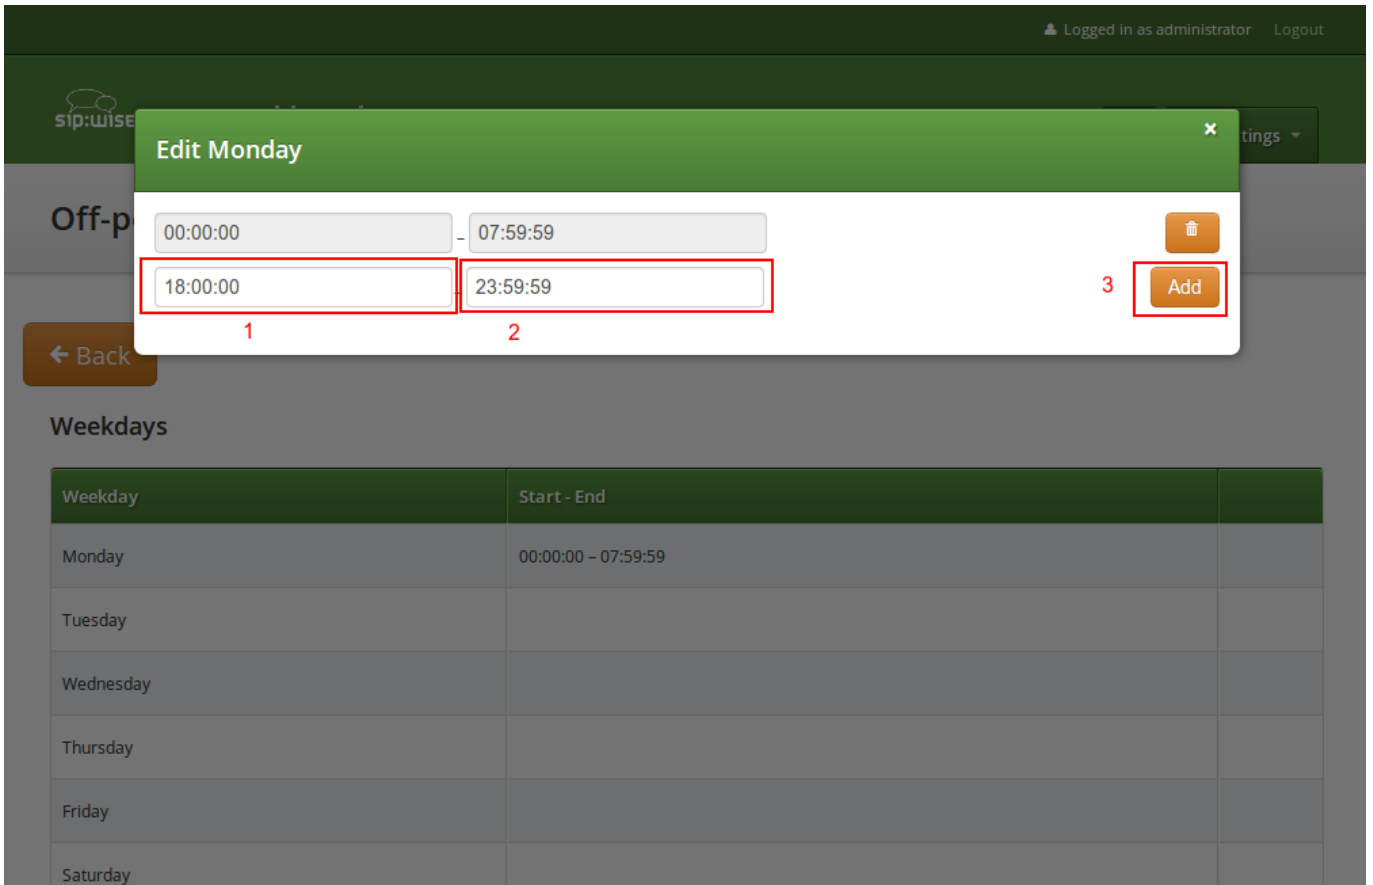 Logged in as administrator Logout
sip:wise
tings
Edit Monday
×
Off-p
00:00:00 – 07:59:59
18:00:00 - 23:59:59
3 Add
1 2
Back
Weekdays
Weekday Start - End
Monday 00:00:00 – 07:59:59
Tuesday
Wednesday
Thursday
Friday
Saturday